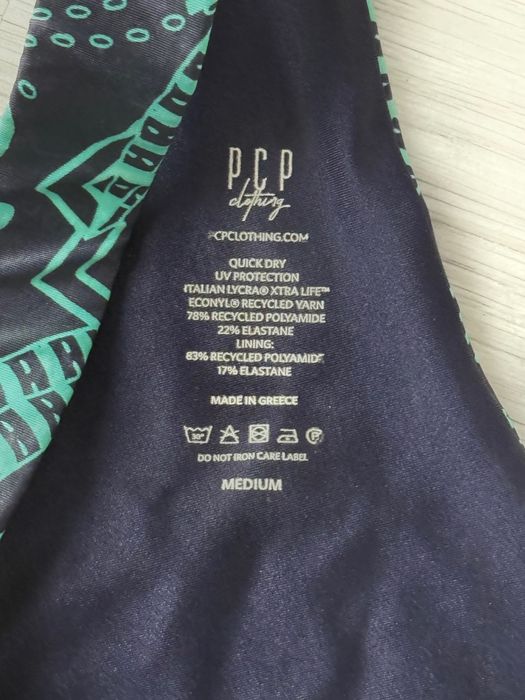 PCP
clothing
PCPCLOTHING.COM
QUICK DRY
UV PROTECTION
ITALIAN LYCRA® XTRA LIFE™
ECONYL® RECYCLED YARN
78% RECYCLED POLYAMIDE
22% ELASTANE
LINING:
83% RECYCLED POLYAMIDE
17% ELASTANE
MADE IN GREECE
30°
P
DO NOT IRON CARE LABEL
MEDIUM